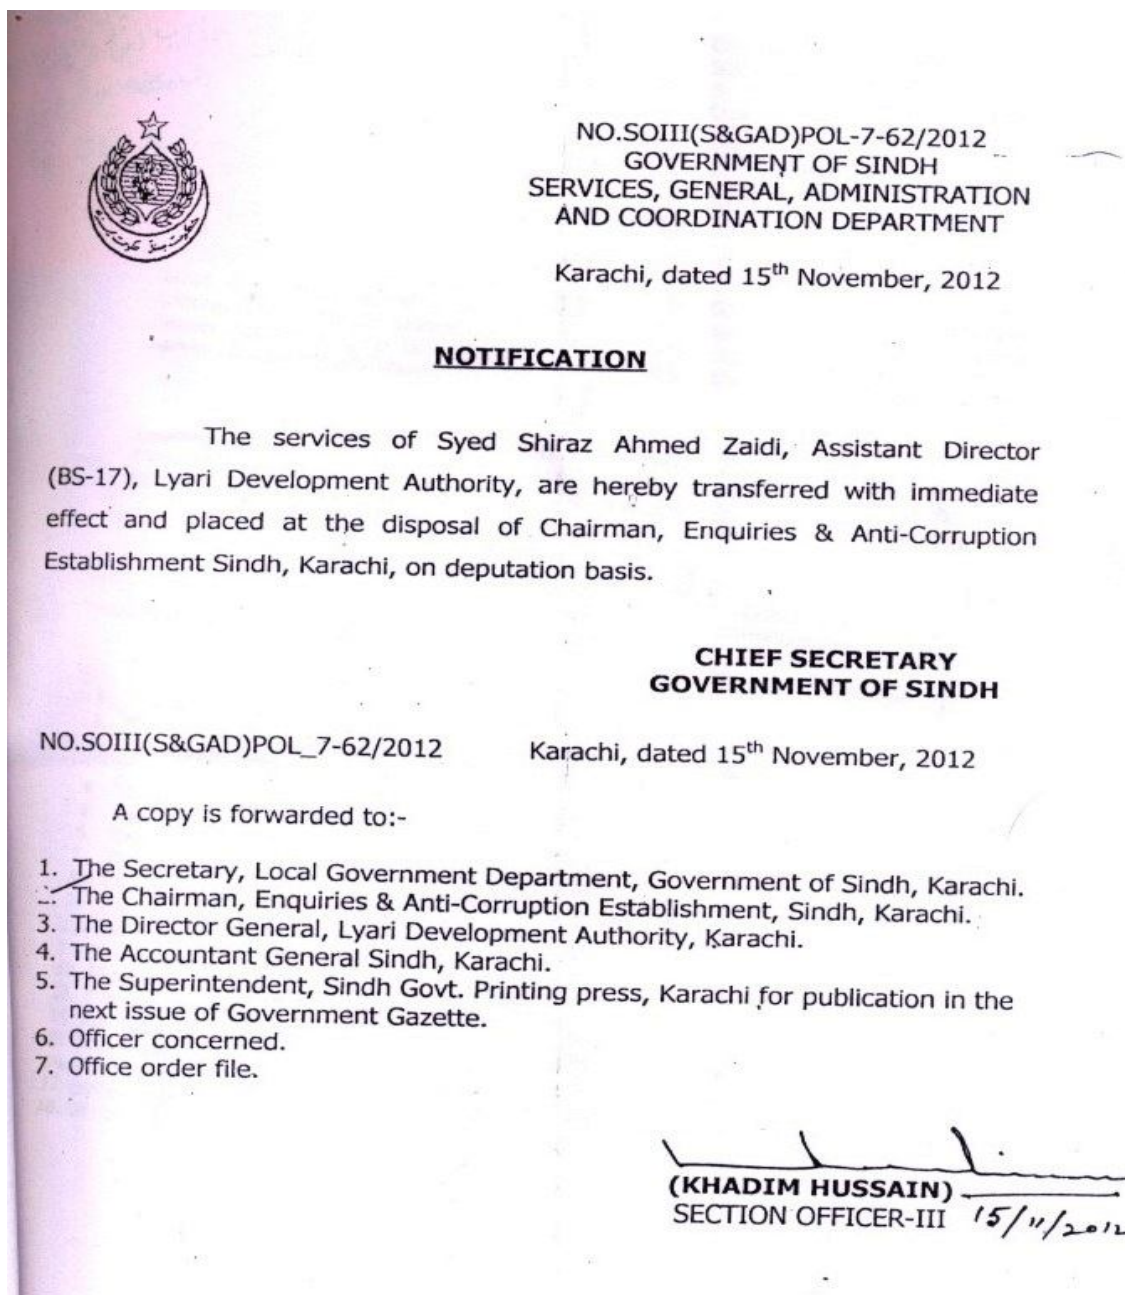 NO.SOIII(S&GAD)POL-7-62/2012
GOVERNMENT OF SINDH
SERVICES, GENERAL, ADMINISTRATION
AND COORDINATION DEPARTMENT
Karachi, dated 15th November, 2012
NOTIFICATION
The services of Syed Shiraz Ahmed Zaidi, Assistant Director
(BS-17), Lyari Development Authority, are hereby transferred with immediate
effect and placed at the disposal of Chairman, Enquiries & Anti-Corruption
Establishment Sindh, Karachi, on deputation basis.
CHIEF SECRETARY
GOVERNMENT OF SINDH
NO.SOIII(S&GAD)POL_7-62/2012 Karachi, dated 15th November, 2012
A copy is forwarded to:-
1. The Secretary, Local Government Department, Government of Sindh, Karachi.
2. The Chairman, Enquiries & Anti-Corruption Establishment, Sindh, Karachi.
3. The Director General, Lyari Development Authority, Karachi.
4. The Accountant General Sindh, Karachi.
5. The Superintendent, Sindh Govt. Printing press, Karachi for publication in the
next issue of Government Gazette.
6. Officer concerned.
7. Office order file.
(KHADIM HUSSAIN)
SECTION OFFICER-III 15/11/2012